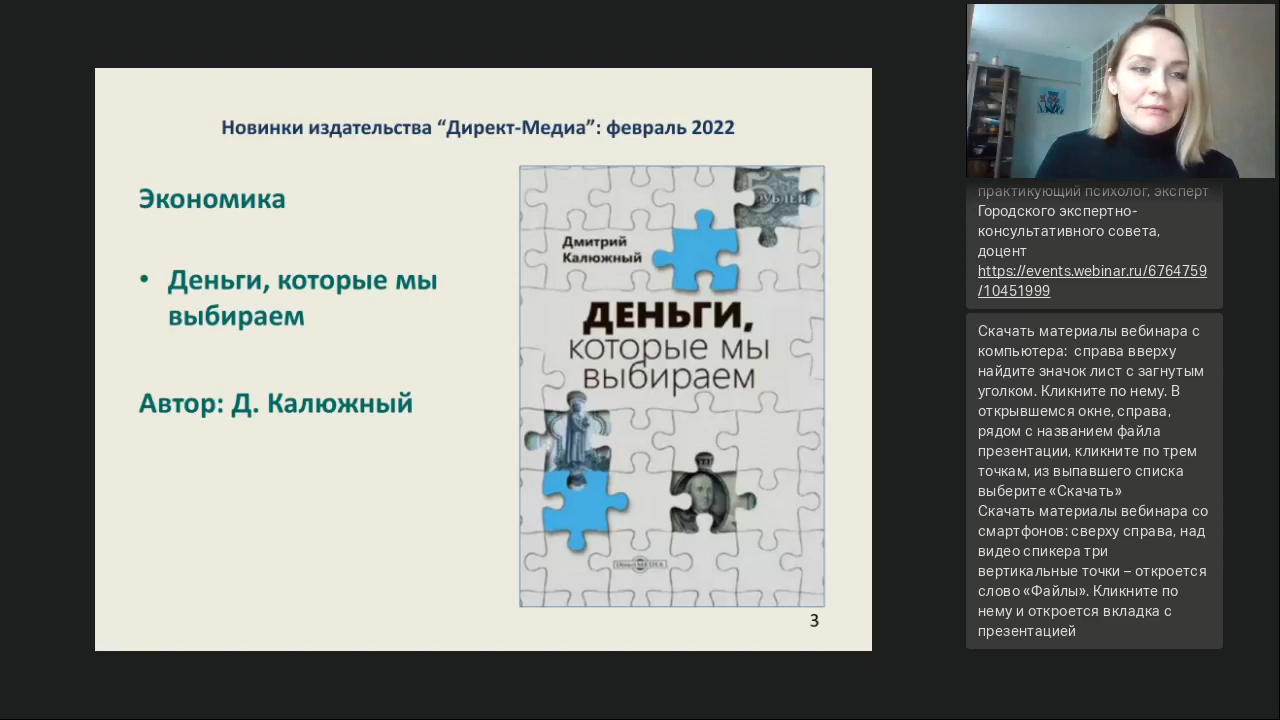 Новинки издательства “Директ-Медиа”: февраль 2022
Экономика
• Деньги, которые мы
выбираем
Автор: Д. Калюжный
5
РУБЛЕЙ
Дмитрий
Калюжный
ДЕНЬГИ,
которые мы
выбираем
DirectMEDIA
3
практикующий психолог, эксперт
Городского экспертно-
консультативного совета,
доцент
https://events.webinar.ru/6764759
/10451999
Скачать материалы вебинара с
компьютера: справа вверху
найдите значок лист с загнутым
уголком. Кликните по нему. В
открывшемся окне, справа,
рядом с названием файла
презентации, кликните по трем
точкам, из выпавшего списка
выберите «Скачать»
Скачать материалы вебинара со
смартфонов: сверху справа, над
видео спикера три
вертикальные точки – откроется
слово «Файлы». Кликните по
нему и откроется вкладка с
презентацией